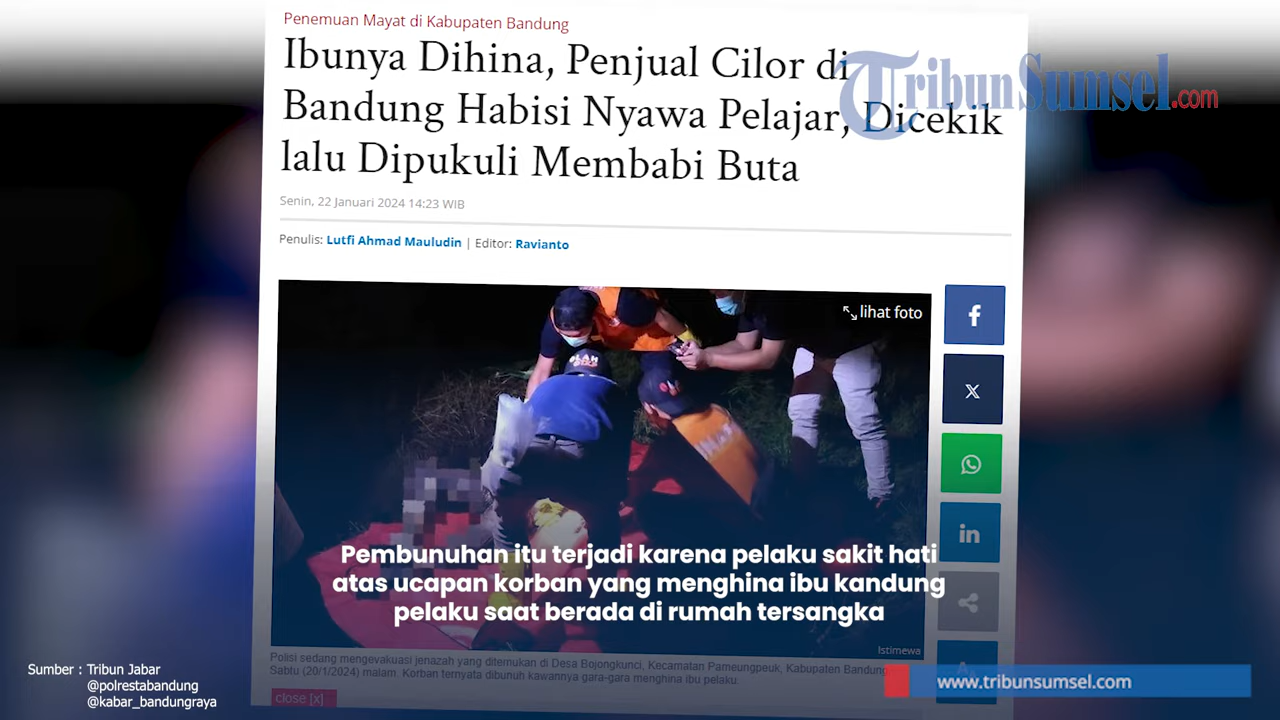 Penemuan Mayat di Kabupaten Bandung
Ibunya Dihina, Penjual Cilor di
Bandung Habisi Nyawa Pelajar, Dicekik
lalu Dipukuli Membabi Buta
TribunSumsel.com
Senin, 22 Januari 2024 14:23 WIB
Penulis: Lutfi Ahmad Mauludin | Editor: Ravianto
lihat foto
Pembunuhan itu terjadi karena pelaku sakit hati
atas ucapan korban yang menghina ibu kandung
pelaku saat berada di rumah tersangka
Istimewa
Polisi sedang mengevakuasi jenazah yang ditemukan di Desa Bojongkunci, Kecamatan Pameungpeuk, Kabupaten Bandung
Sabtu (20/1/2024) malam. Korban ternyata dibunuh kawannya gara-gara menghina ibu pelaku.
close [x]
Sumber : Tribun Jabar
@polrestabandung
@kabar_bandungraya
www.tribunsumsel.com